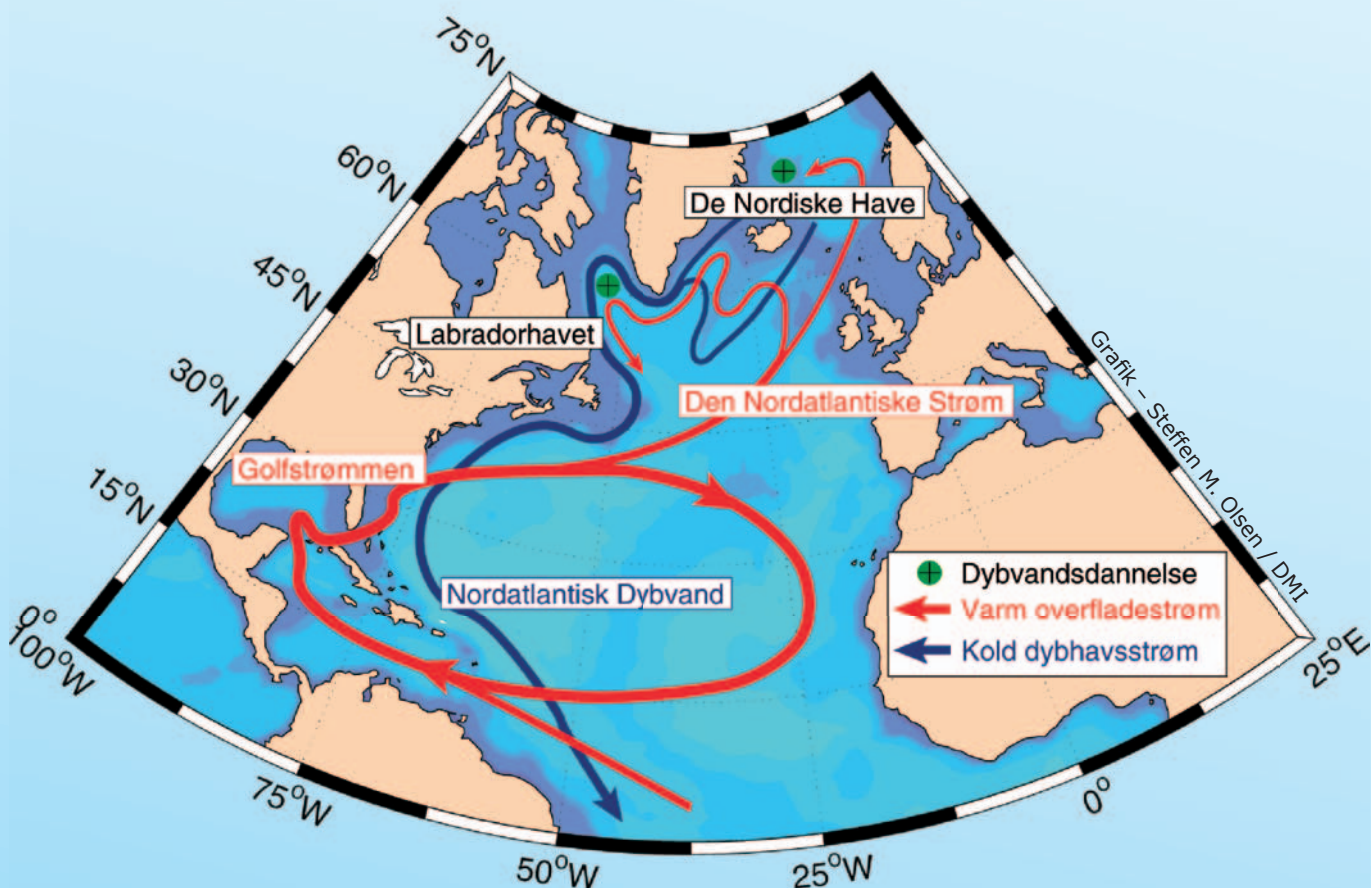 75°N
60°N
45°N
30°N
15°N
0°
100°W
75°W
50°W
25°W
0°
25°E
De Nordiske Have
Labradorhavet
Den Nordatlantiske Strøm
Golfstrømmen
Nordatlantisk Dybvand
Dybvandsdannelse
Varm overfladestrøm
Kold dybhavsstrøm
Grafik – Steffen M. Olsen / DMI